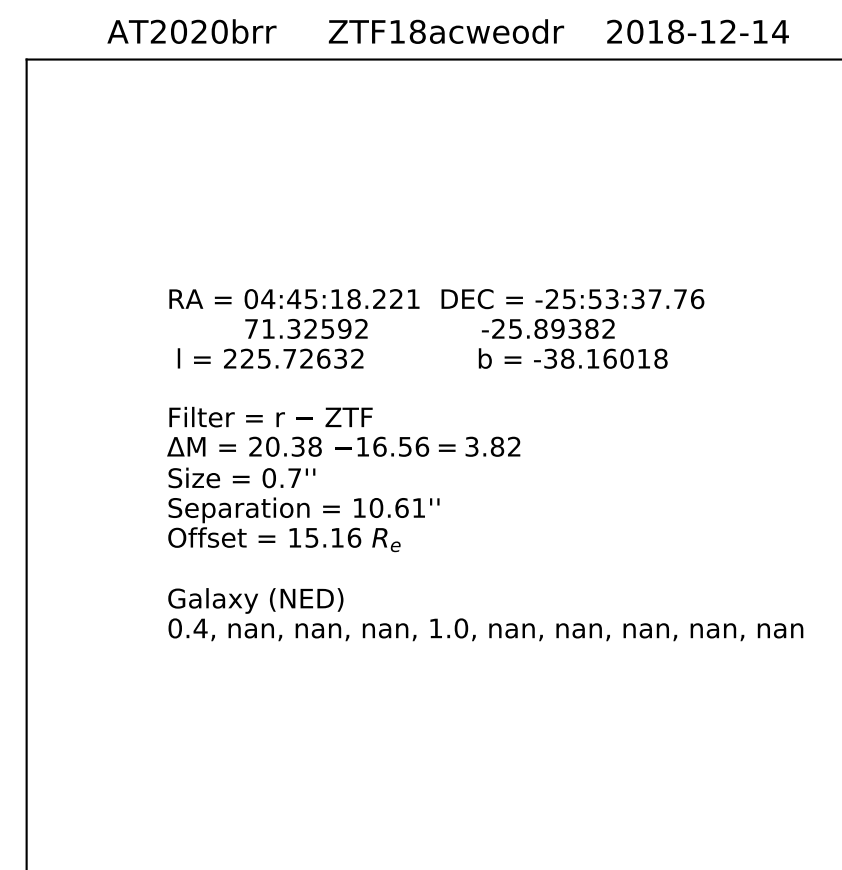 AT2020brr ZTF18acweodr 2018-12-14
RA = 04:45:18.221 DEC = -25:53:37.76
71.32592 -25.89382
l = 225.72632 b = -38.16018
Filter = r − ZTF
ΔM = 20.38 −16.56 = 3.82
Size = 0.7''
Separation = 10.61''
Offset = 15.16 Re
Galaxy (NED)
0.4, nan, nan, nan, 1.0, nan, nan, nan, nan, nan